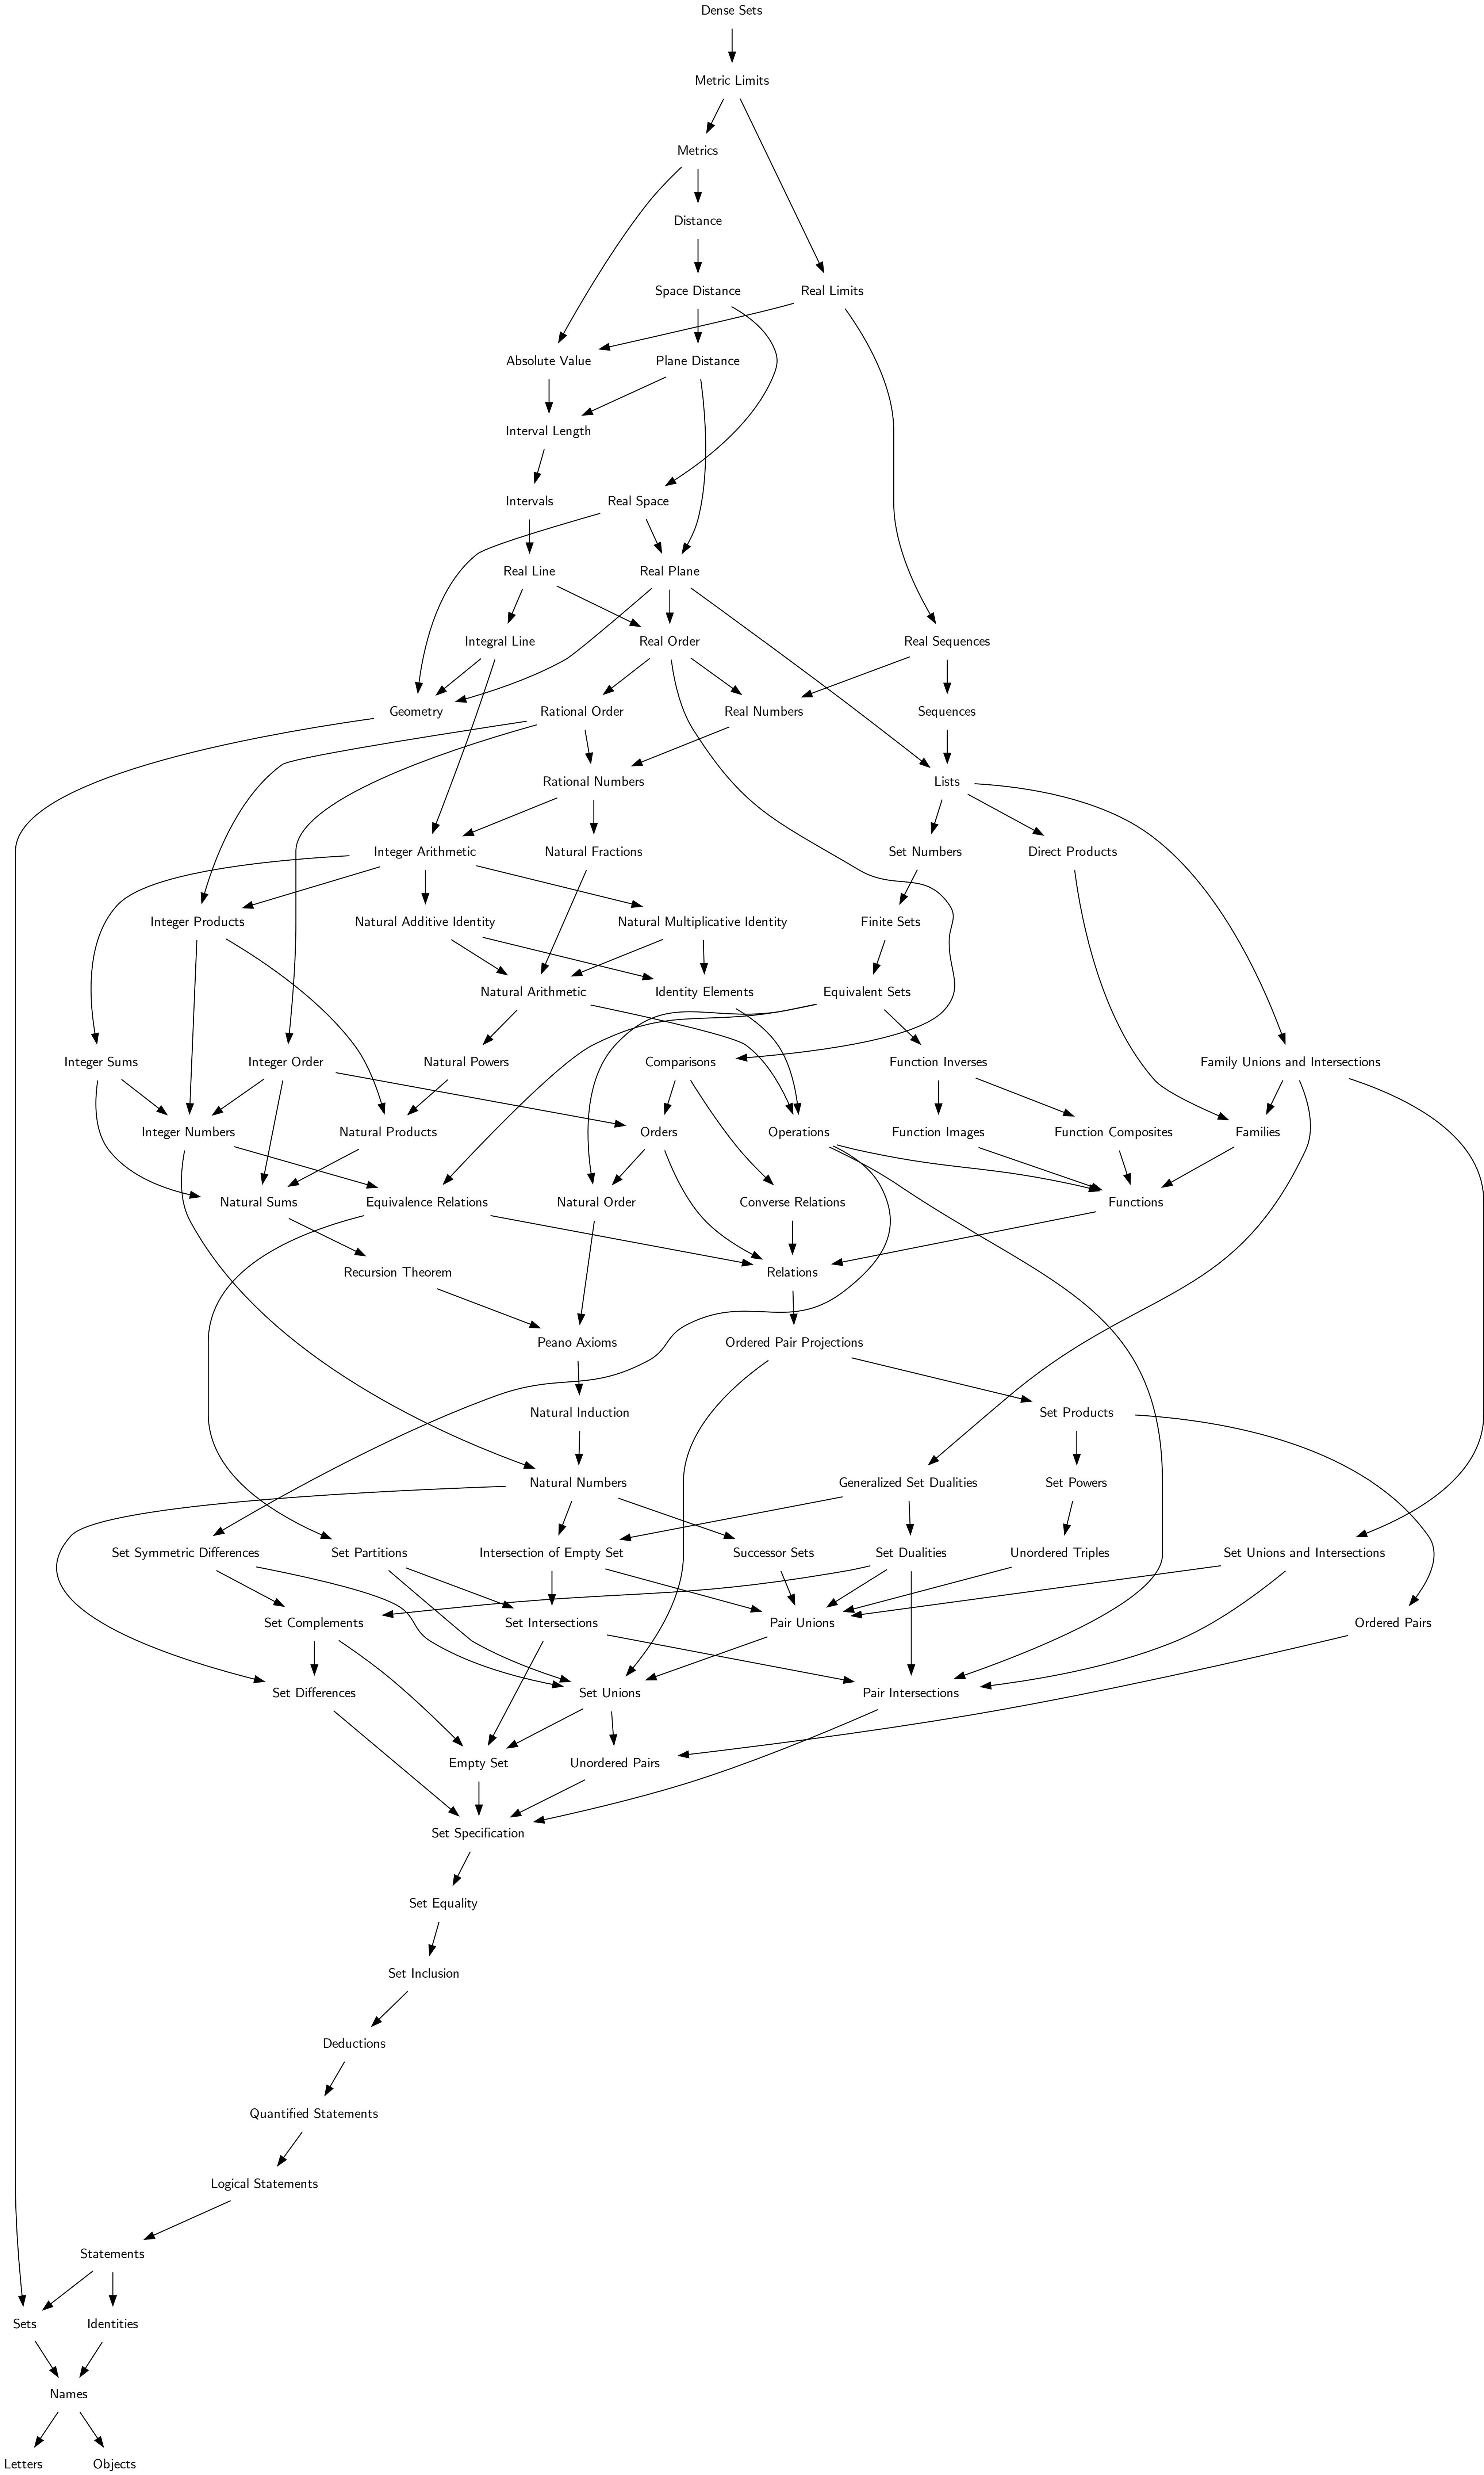 Dense Sets
Metric Limits
Metrics
Distance
Space Distance
Real Limits
Absolute Value
Plane Distance
Interval Length
Intervals
Real Space
Real Line
Real Plane
Integral Line
Real Order
Real Sequences
Geometry
Rational Order
Real Numbers
Sequences
Rational Numbers
Lists
Integer Arithmetic
Natural Fractions
Set Numbers
Direct Products
Integer Products
Natural Additive Identity
Natural Multiplicative Identity
Finite Sets
Natural Arithmetic
Identity Elements
Equivalent Sets
Integer Sums
Integer Order
Natural Powers
Comparisons
Function Inverses
Family Unions and Intersections
Integer Numbers
Natural Products
Orders
Operations
Function Images
Function Composites
Families
Natural Sums
Equivalence Relations
Natural Order
Converse Relations
Functions
Recursion Theorem
Relations
Peano Axioms
Ordered Pair Projections
Natural Induction
Set Products
Natural Numbers
Generalized Set Dualities
Set Powers
Set Symmetric Differences
Set Partitions
Intersection of Empty Set
Successor Sets
Set Dualities
Unordered Triples
Set Unions and Intersections
Set Complements
Set Intersections
Pair Unions
Ordered Pairs
Set Differences
Set Unions
Pair Intersections
Empty Set
Unordered Pairs
Set Specification
Set Equality
Set Inclusion
Deductions
Quantified Statements
Logical Statements
Statements
Sets
Identities
Names
Letters
Objects